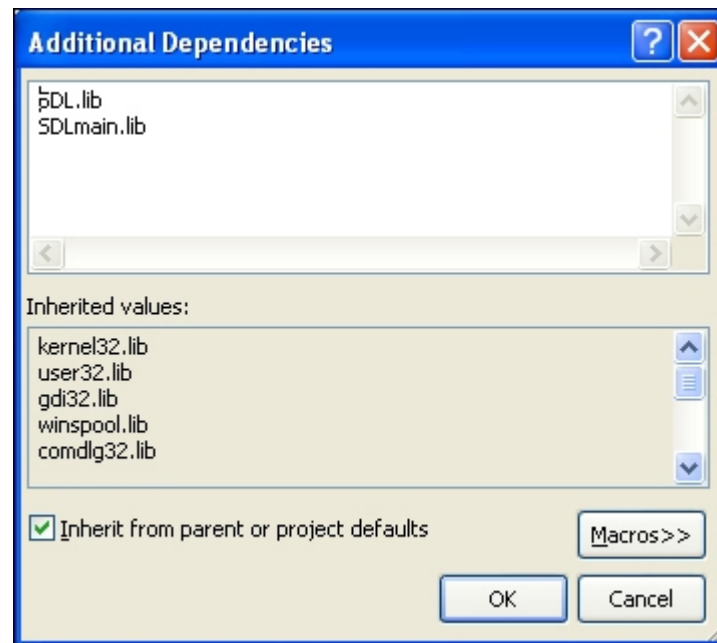 Additional Dependencies
SDL.lib
SDLmain.lib
Inherited values:
kernel32.lib
user32.lib
gdi32.lib
winspool.lib
comdlg32.lib
Inherit from parent or project defaults
Macros>>
OK
Cancel